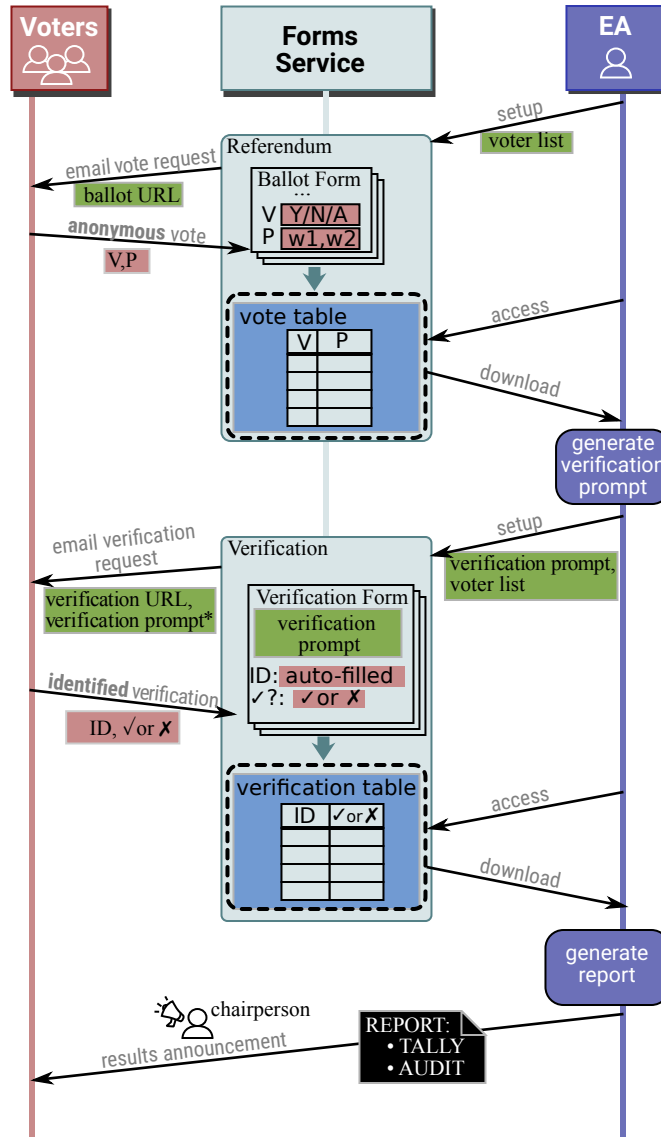 Voters
Forms
Service
EA
setup
voter list
Referendum
email vote request
ballot URL
Ballot Form
...
V Y/N/A
P w1,w2
anonymous vote
V,P
vote table
V P
access
download
generate
verification
prompt
setup
verification prompt,
voter list
Verification
email verification
request
verification URL,
verification prompt*
Verification Form
verification
prompt
ID: auto-filled
✓?: ✓or ✗
identified verification
ID, √or ✗
verification table
ID ✓or ✗
access
download
generate
report
chairperson
results announcement
REPORT:
• TALLY
• AUDIT